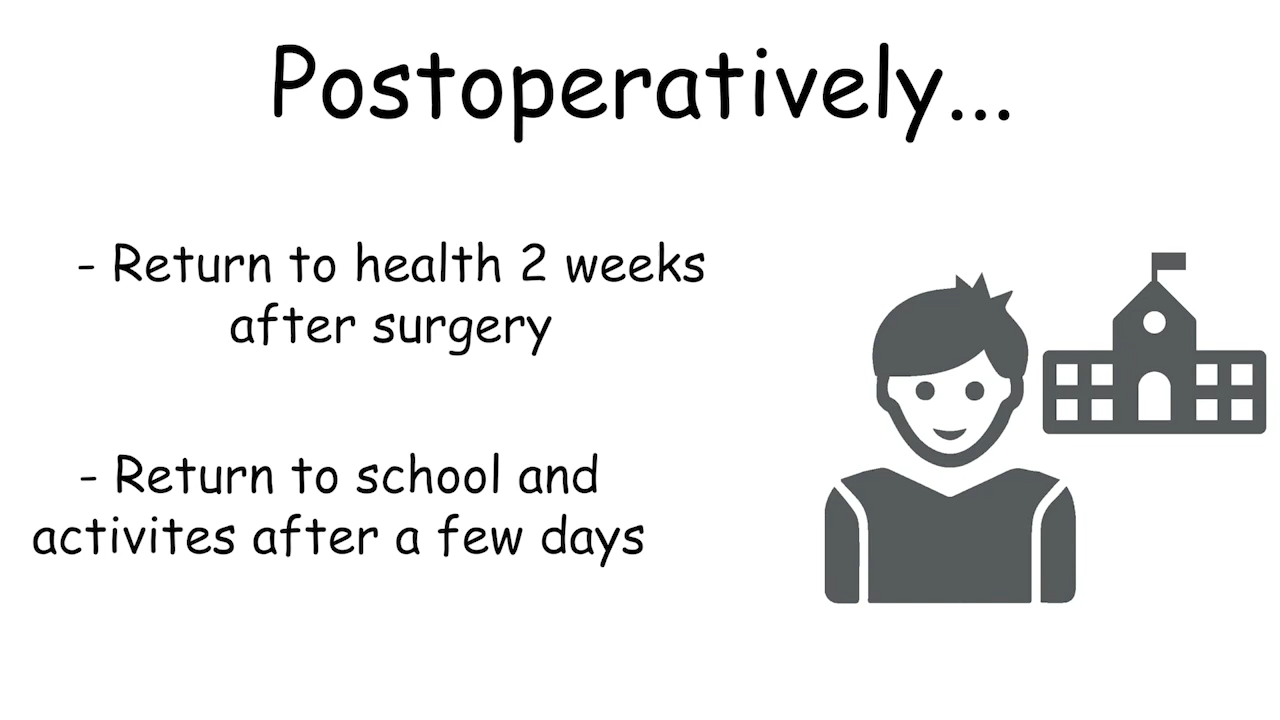 Postoperatively...
- Return to health 2 weeks
after surgery
- Return to school and
activites after a few days